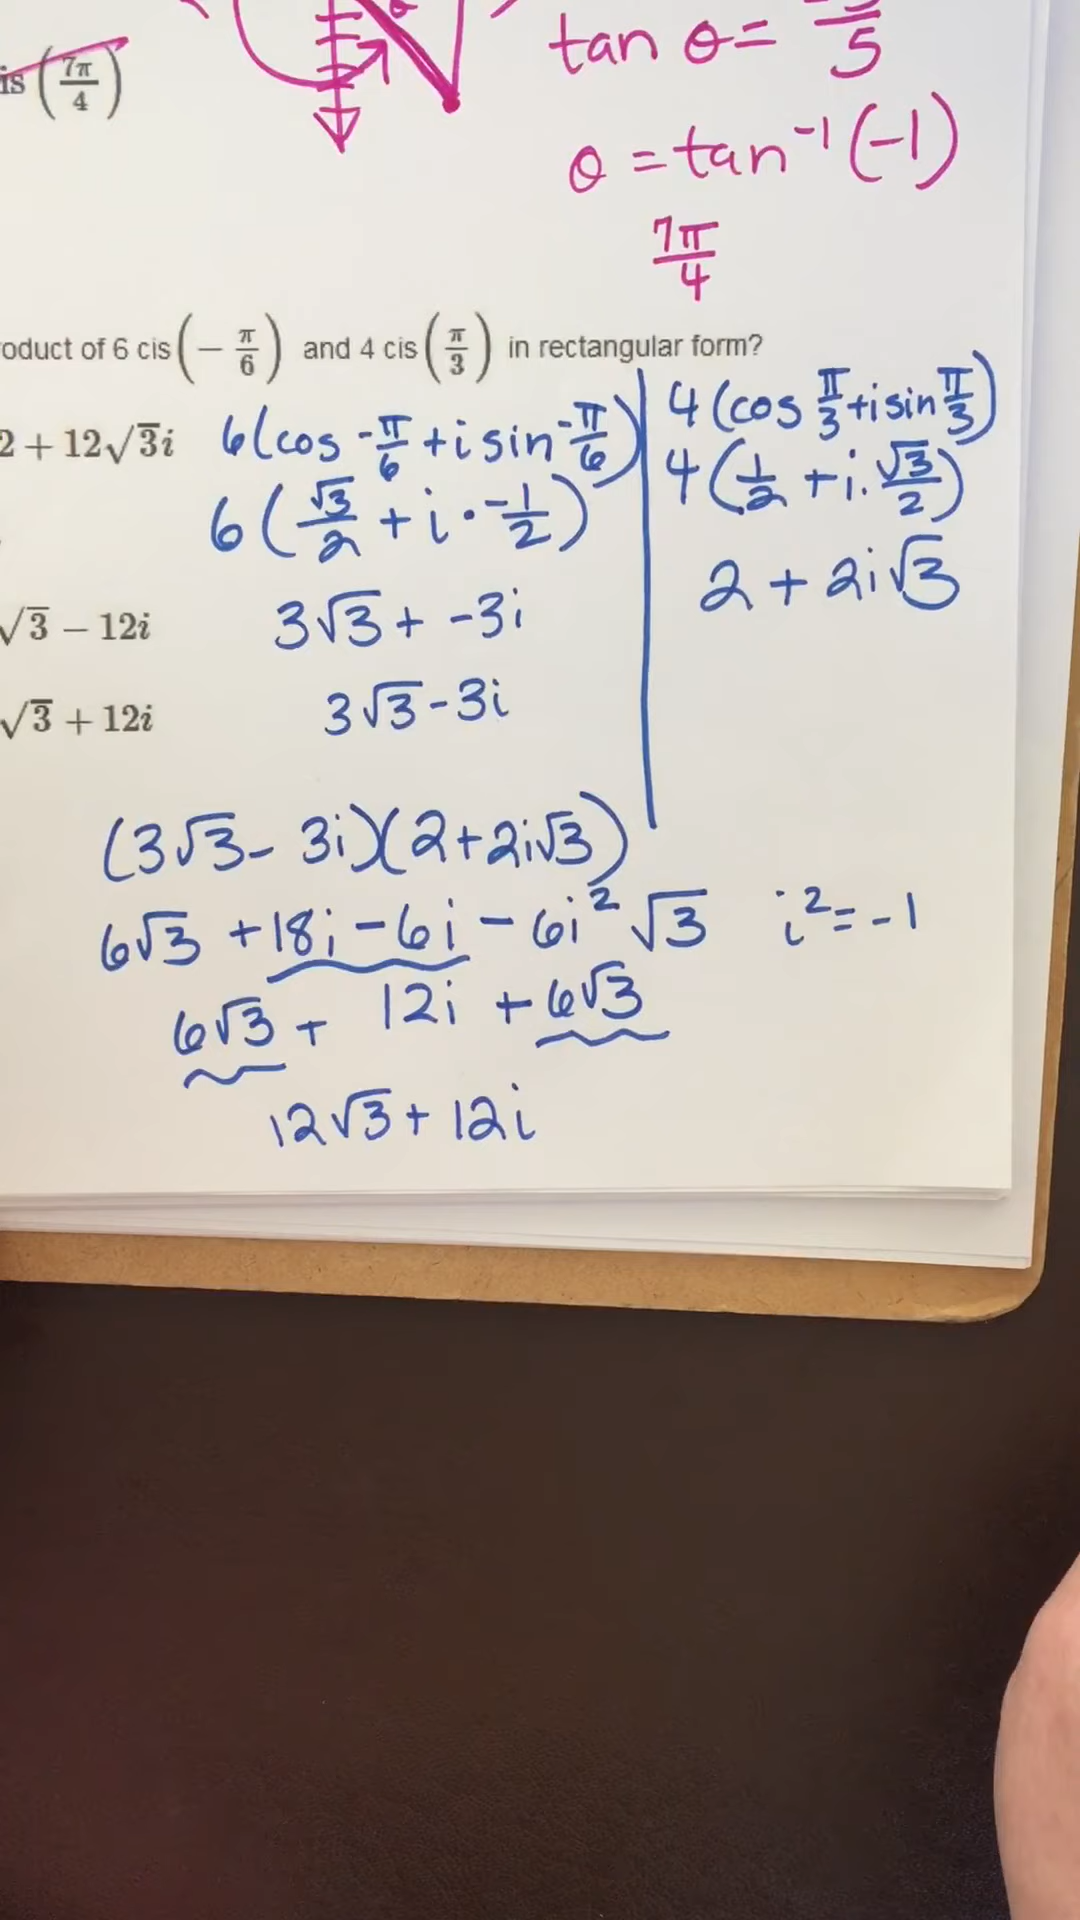 is (7π/4)
tan θ = /5
θ = tan⁻¹(-1)
7π/4
oduct of 6 cis(−π/6) and 4 cis(π/3) in rectangular form?
2 + 12√3i
√3 − 12i
√3 + 12i
6(cos -π/6 + i sin -π/6)
6(√3/2 + i · -1/2)
3√3 + -3i
3√3 - 3i
4(cos π/3 + i sin π/3)
4(1/2 + i · √3/2)
2 + 2i√3
(3√3 - 3i)(2 + 2i√3)
6√3 + 18i - 6i - 6i²√3 i² = -1
6√3 + 12i + 6√3
12√3 + 12i